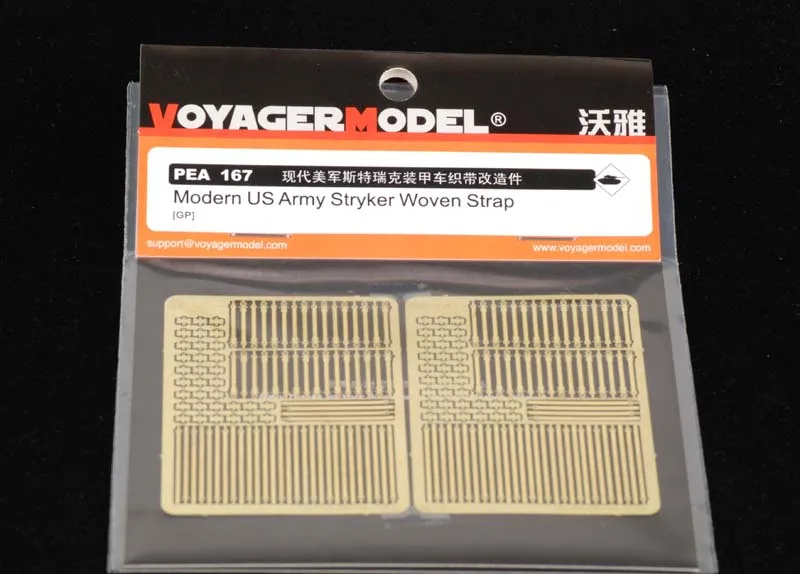 VOYAGERMODEL® 沃雅
PEA 167 现代美军斯特瑞克装甲车织带改造件
Modern US Army Stryker Woven Strap
[GP]
support@voyagermodel.com www.voyagermodel.com